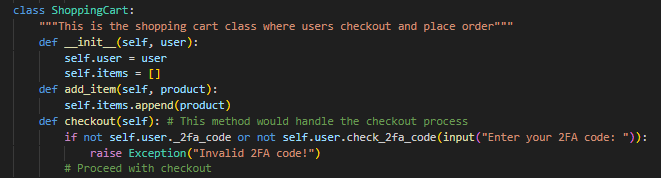 class ShoppingCart:
    """This is the shopping cart class where users checkout and place order"""
    def __init__(self, user):
        self.user = user
        self.items = []
    def add_item(self, product):
        self.items.append(product)
    def checkout(self): # This method would handle the checkout process
        if not self.user._2fa_code or not self.user.check_2fa_code(input("Enter your 2FA code: ")):
            raise Exception("Invalid 2FA code!")
        # Proceed with checkout